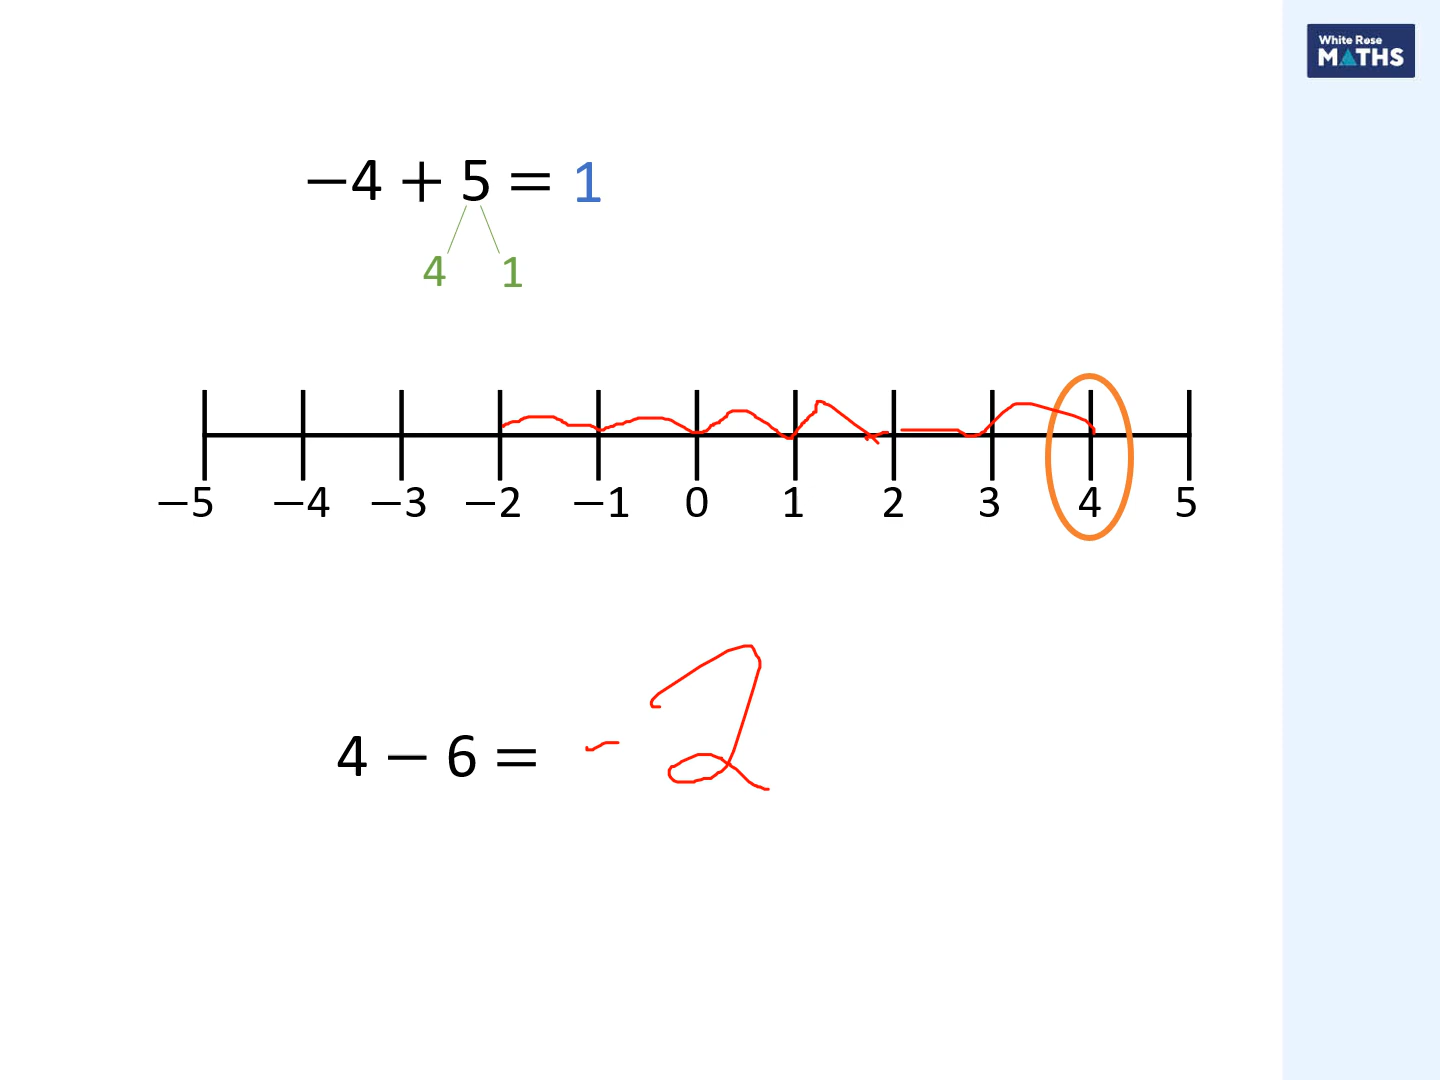 White Rose
MATHS
−4 + 5 = 1
4 1
−5 −4 −3 −2 −1 0 1 2 3 4 5
4 − 6 = -2